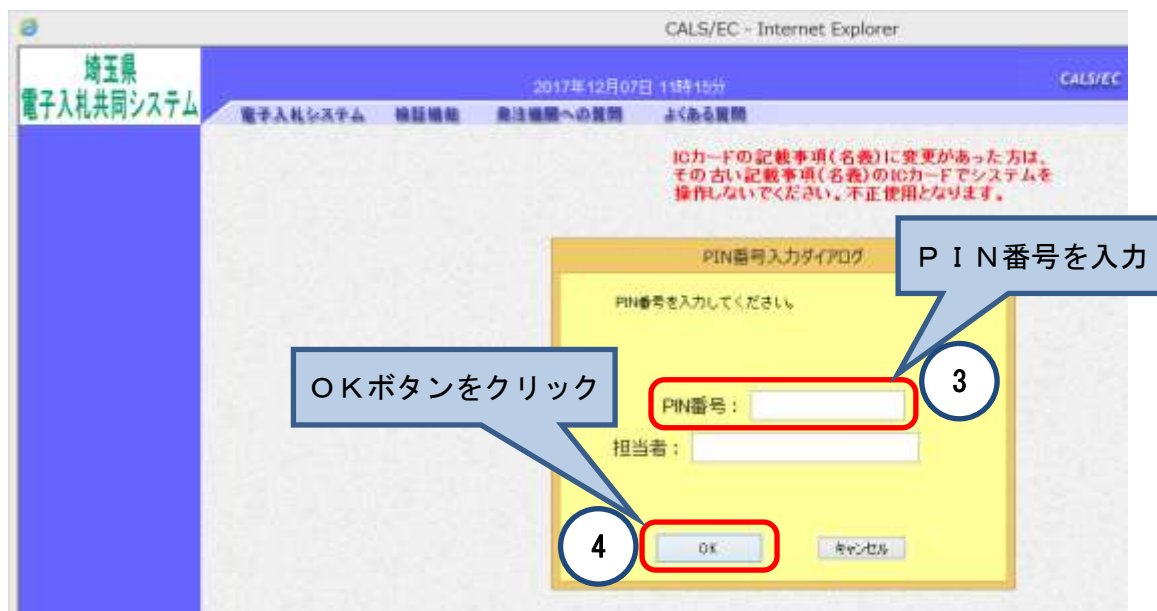 CALS/EC - Internet Explorer
埼玉県
電子入札共同システム
2017年12月07日 11時15分
CALS/EC
電子入札システム 検証機能 発注機関への質問 よくある質問
ICカードの記載事項(名義)に変更があった方は、
その古い記載事項(名義)のICカードでシステムを
操作しないでください。不正使用となります。
PIN番号入力ダイアログ
ＰＩＮ番号を入力
PIN番号を入力してください。
ＯＫボタンをクリック
3
PIN番号：
担当者：
4
OK
キャンセル